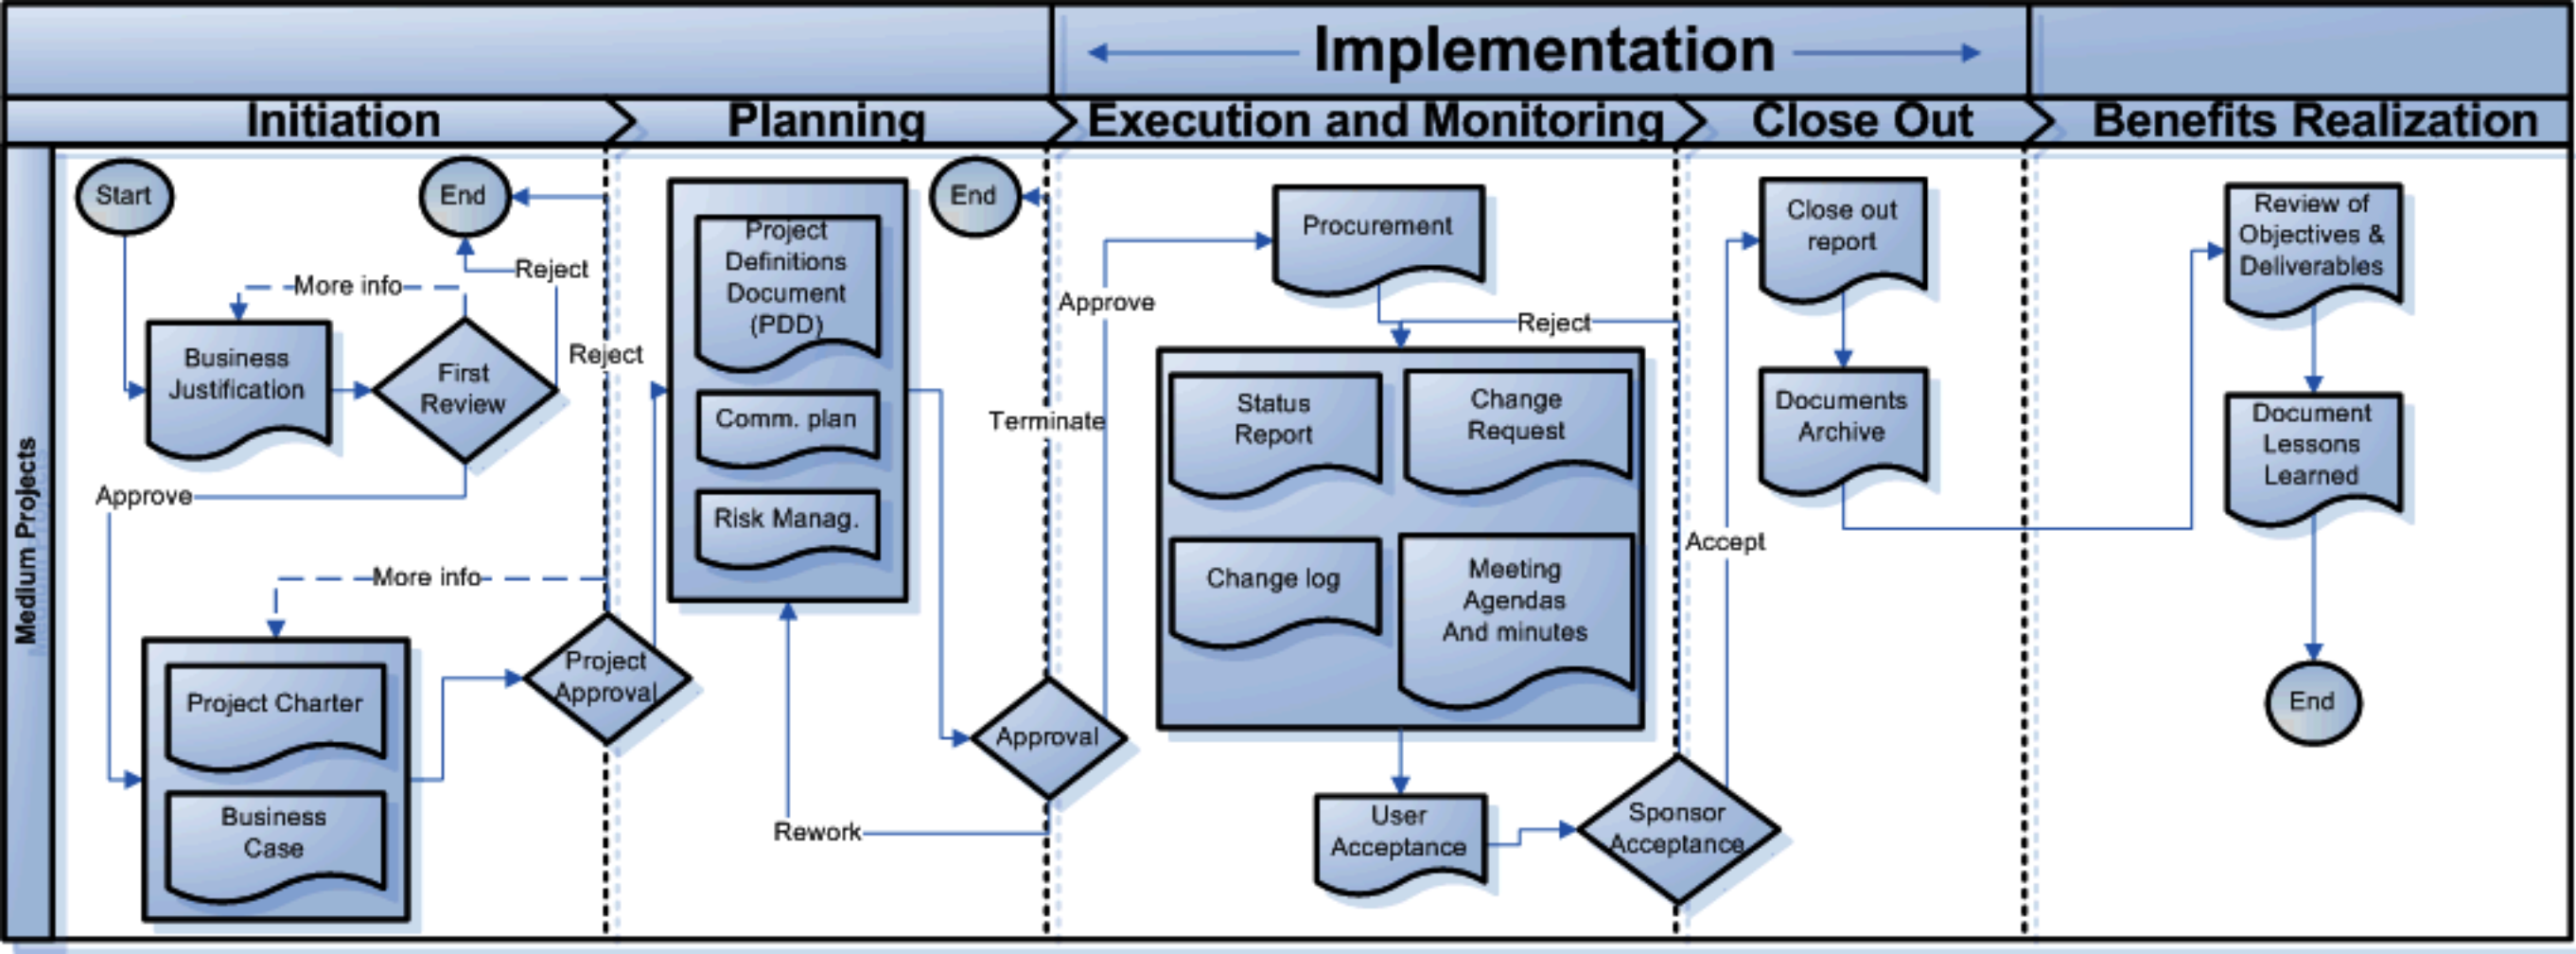 Implementation
Initiation
Planning
Execution and Monitoring
Close Out
Benefits Realization
Medium Projects
Start
End
Reject
More info
Business
Justification
First
Review
Approve
More info
Project Charter
Business
Case
Reject
Project
Approval
Project
Definitions
Document
(PDD)
Comm. plan
Risk Manag.
End
Terminate
Rework
Approval
Approve
Procurement
Reject
Status
Report
Change
Request
Change log
Meeting
Agendas
And minutes
User
Acceptance
Sponsor
Acceptance
Accept
Close out
report
Documents
Archive
Review of
Objectives &
Deliverables
Document
Lessons
Learned
End